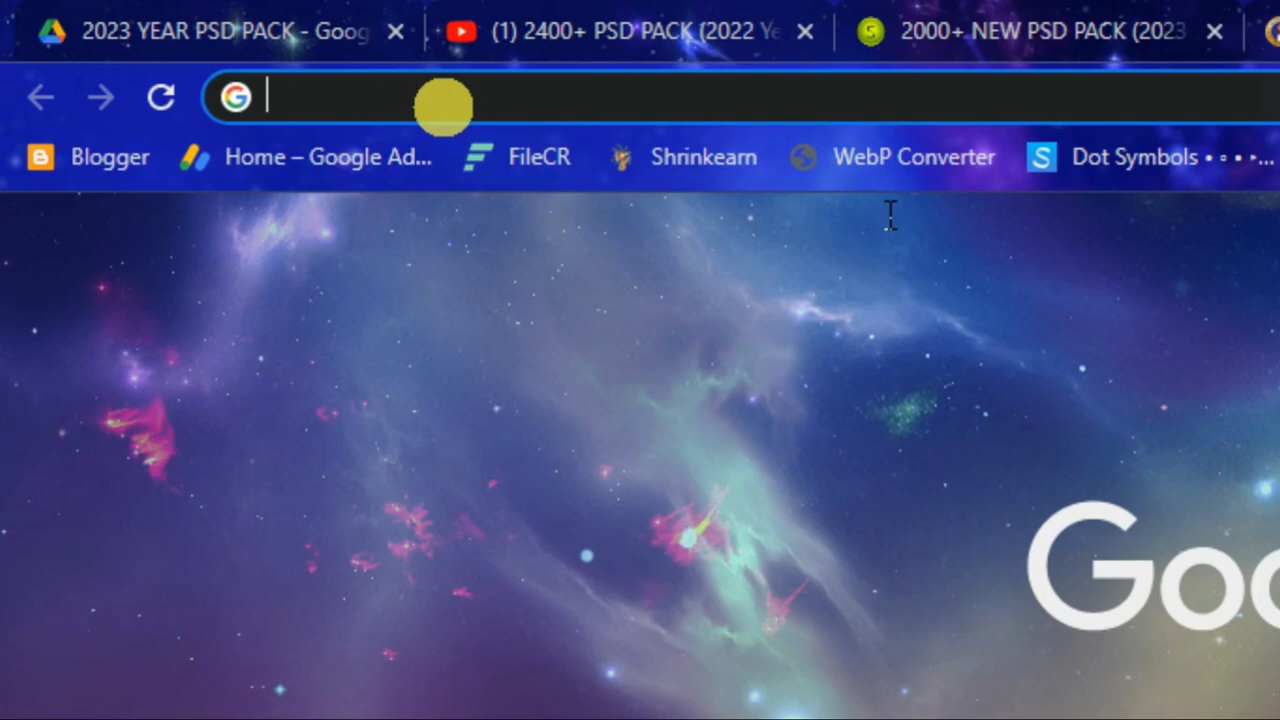 2023 YEAR PSD PACK - Goog
(1) 2400+ PSD PACK (2022 Ye
2000+ NEW PSD PACK (2023
Blogger
Home – Google Ad...
FileCR
Shrinkearn
WebP Converter
Dot Symbols • ▫ ▪ •...
Goo